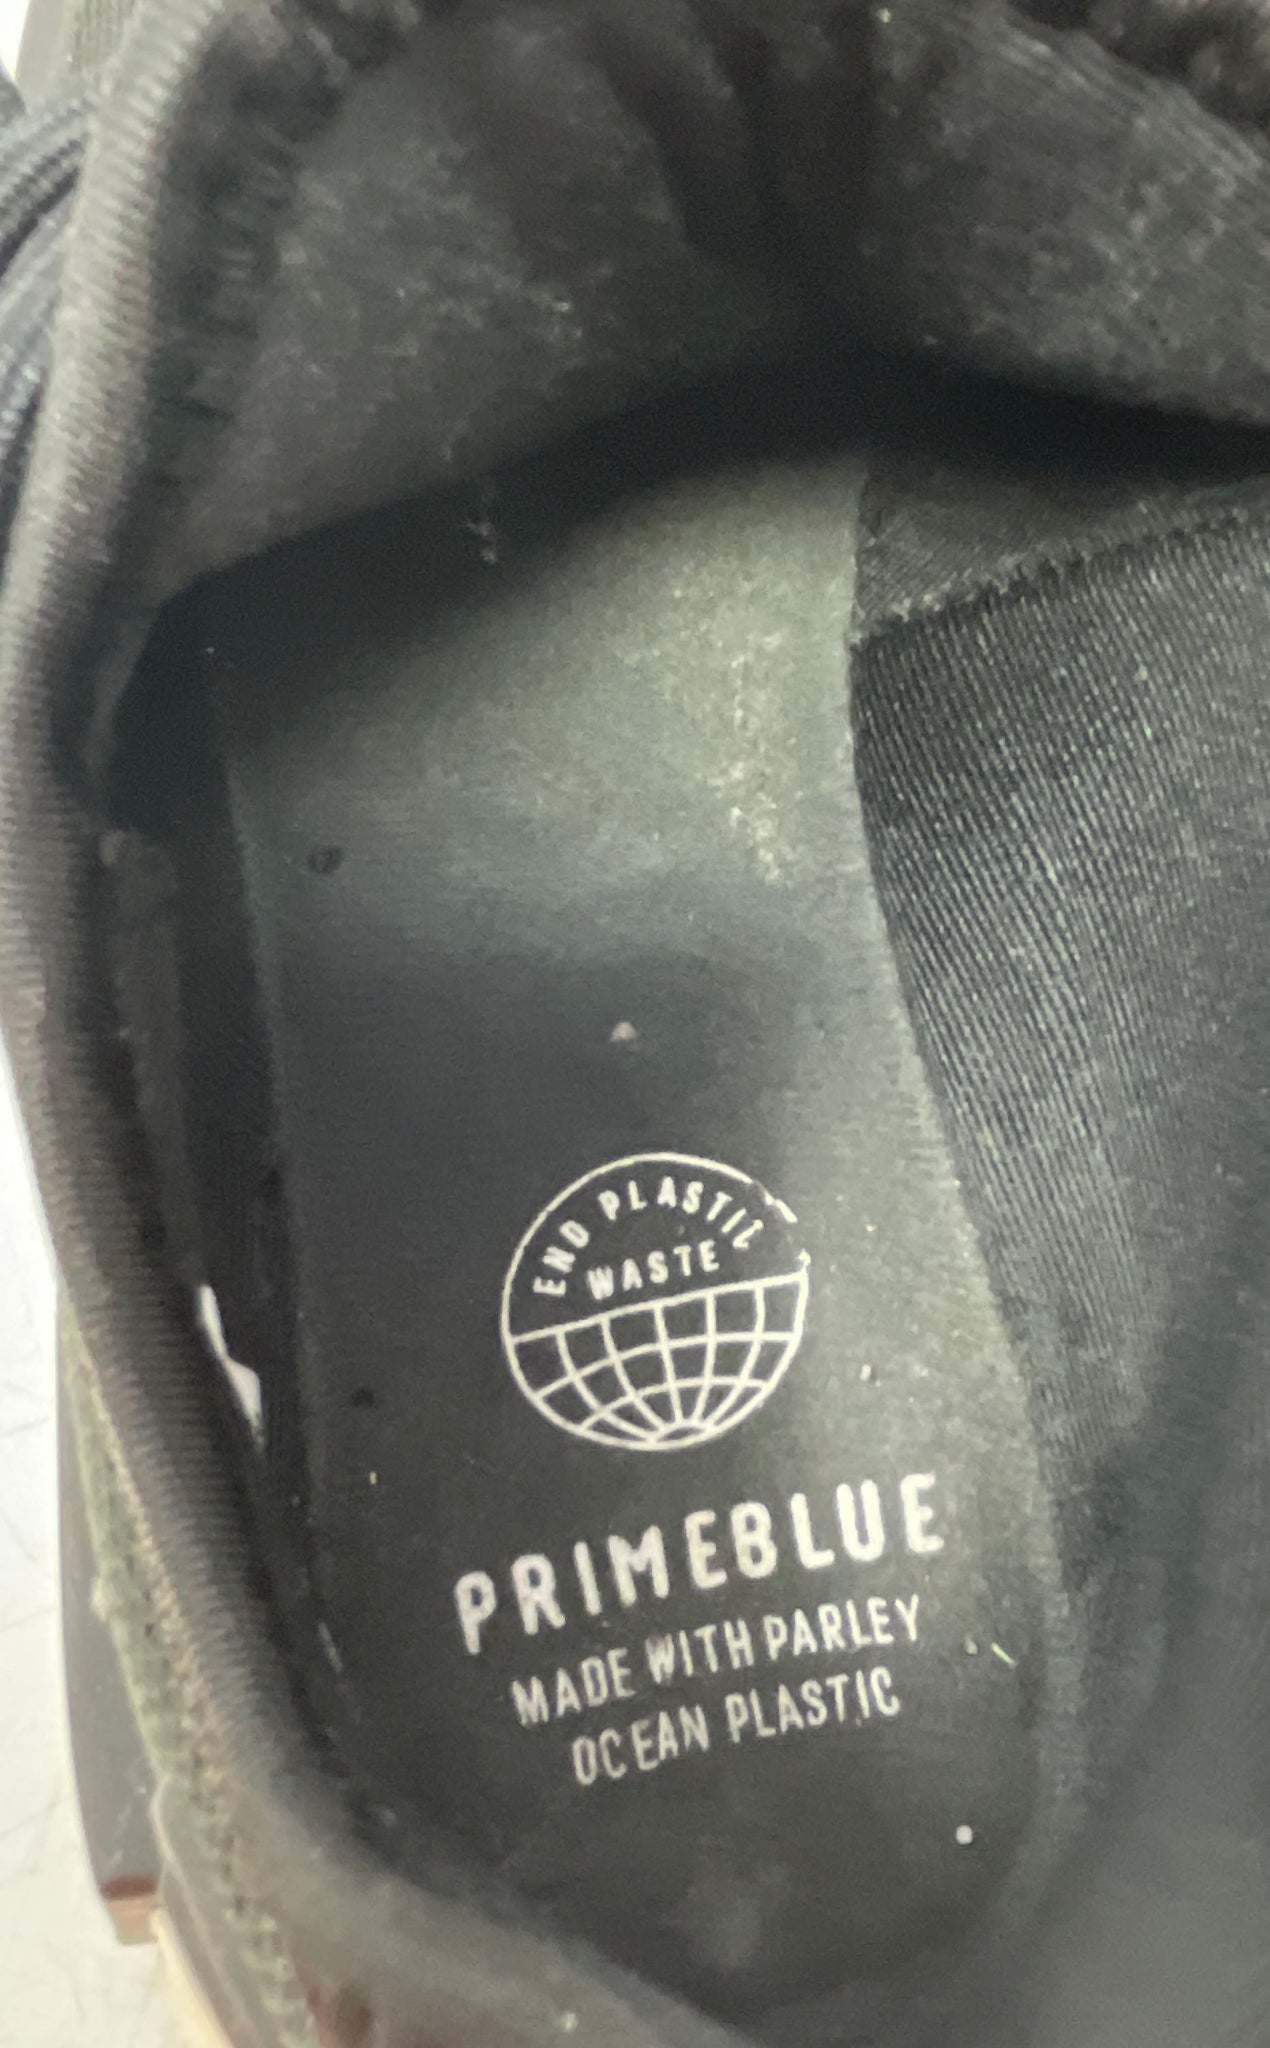 END PLASTIC
WASTE
PRIMEBLUE
MADE WITH PARLEY
OCEAN PLASTIC